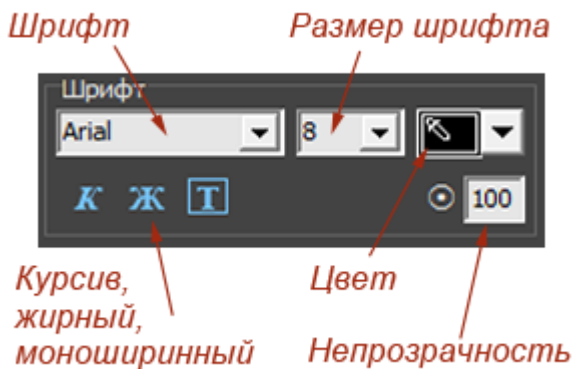 Шрифт
Размер шрифта
Шрифт
Arial
8
К Ж T
100
Курсив,
жирный,
моноширинный
Цвет
Непрозрачность